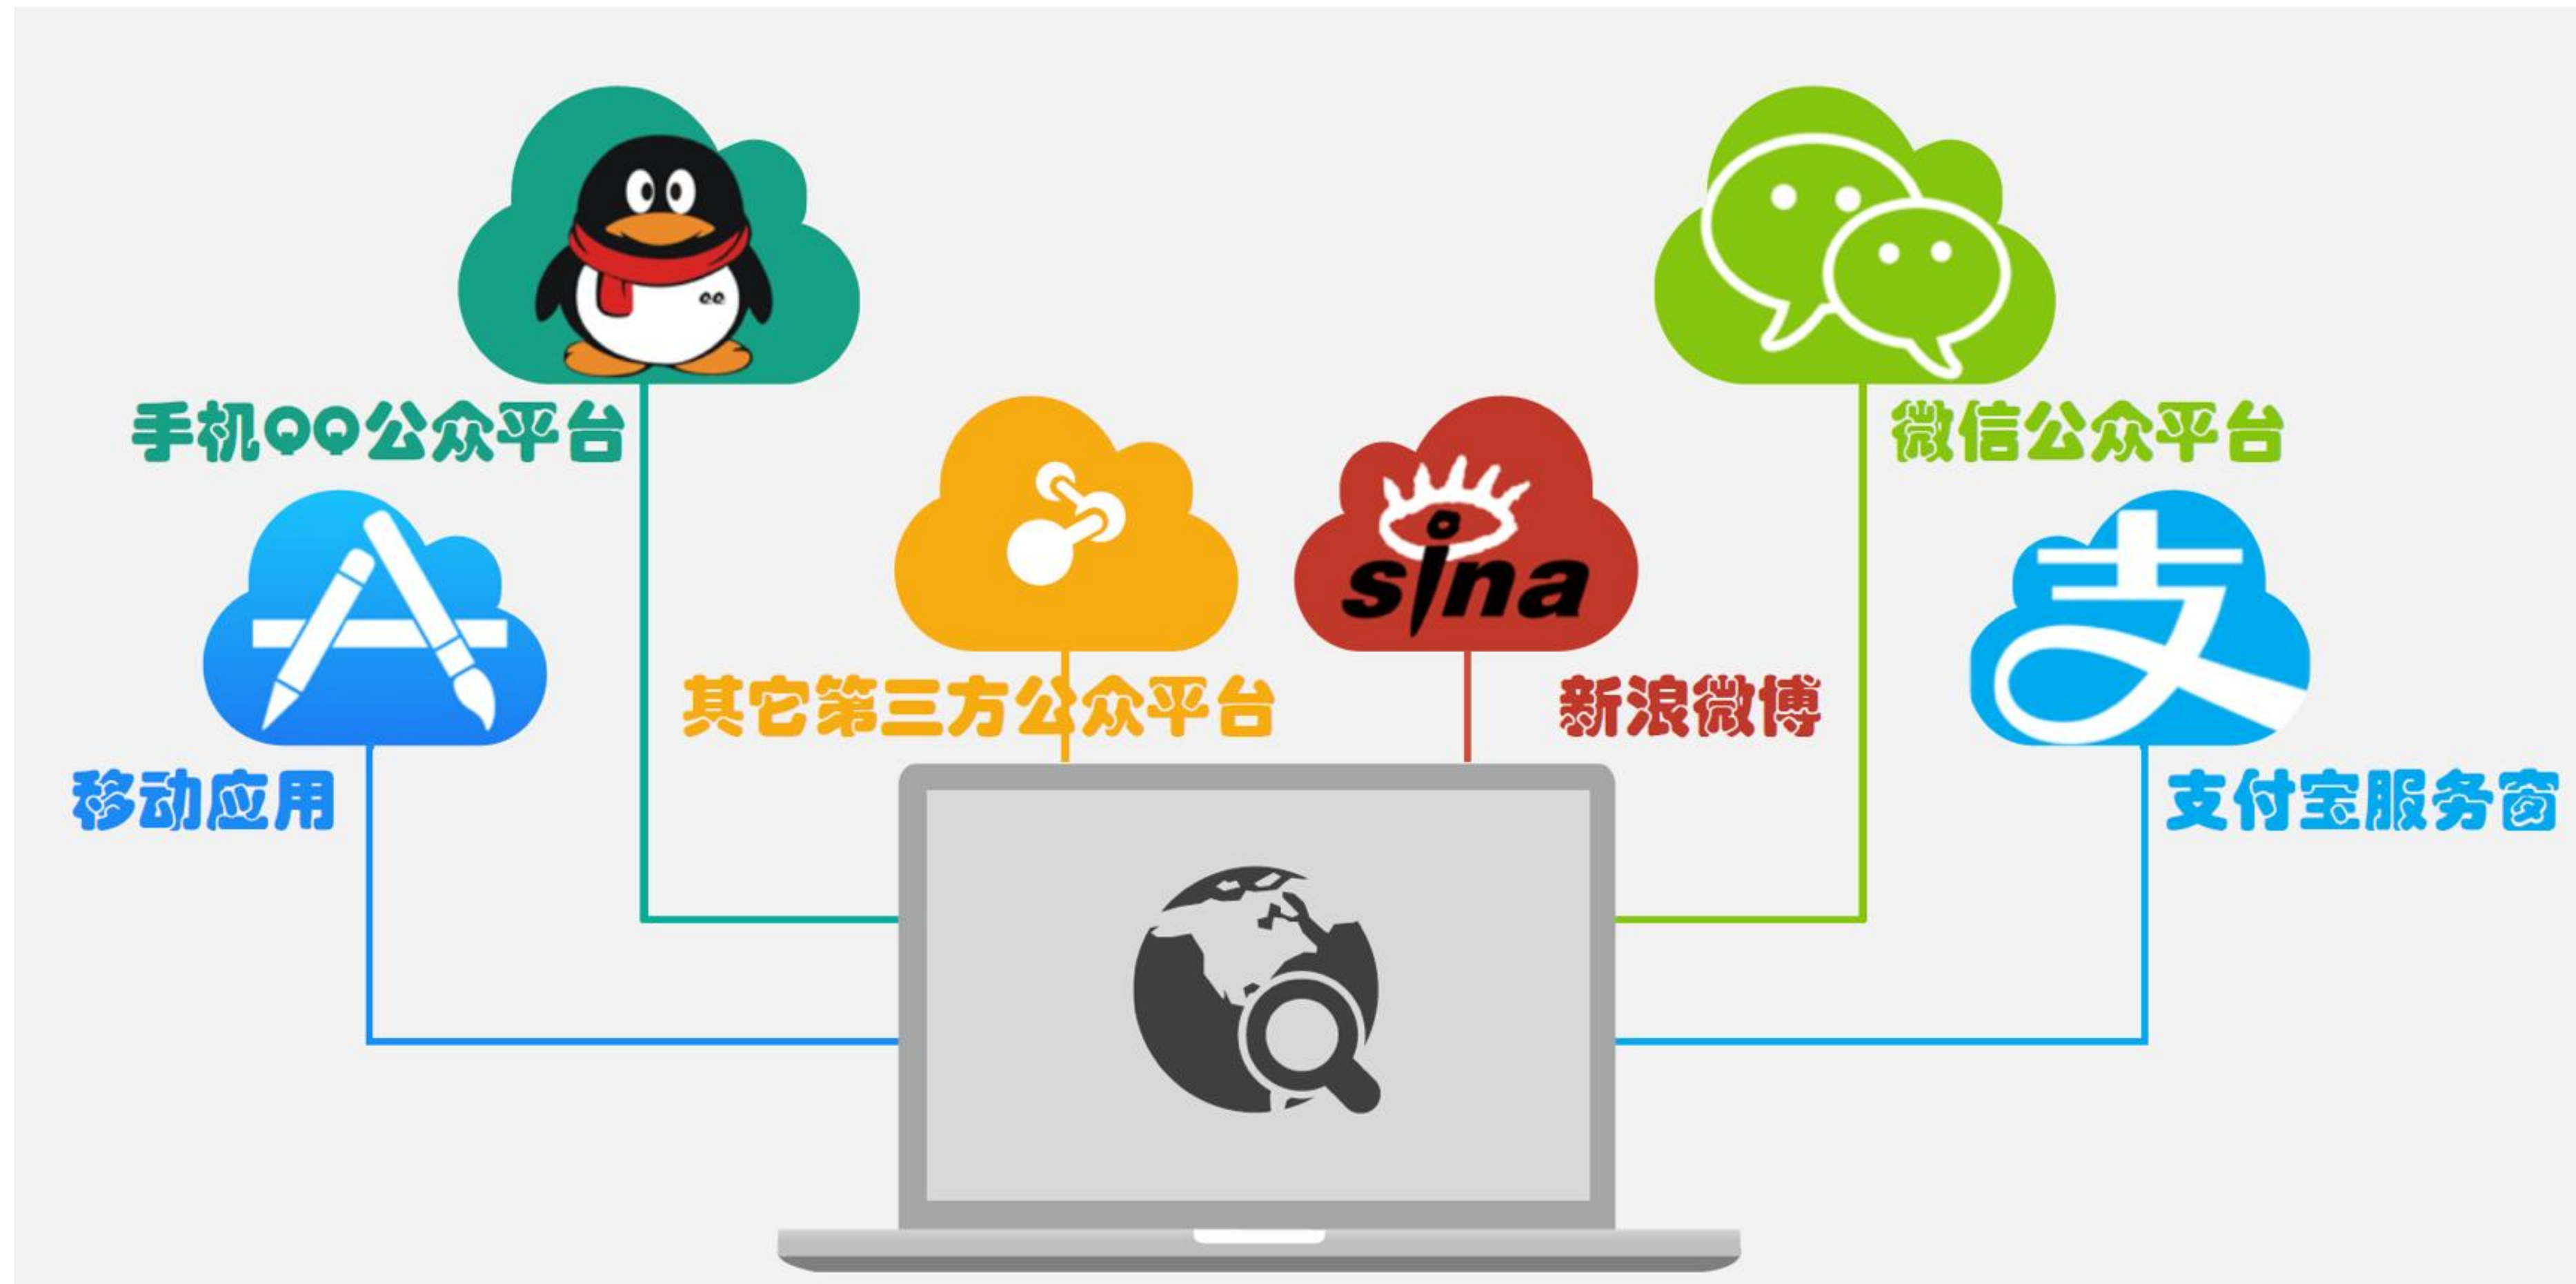 手机QQ公众平台
微信公众平台
sina
其它第三方公众平台
新浪微博
移动应用
支付宝服务窗